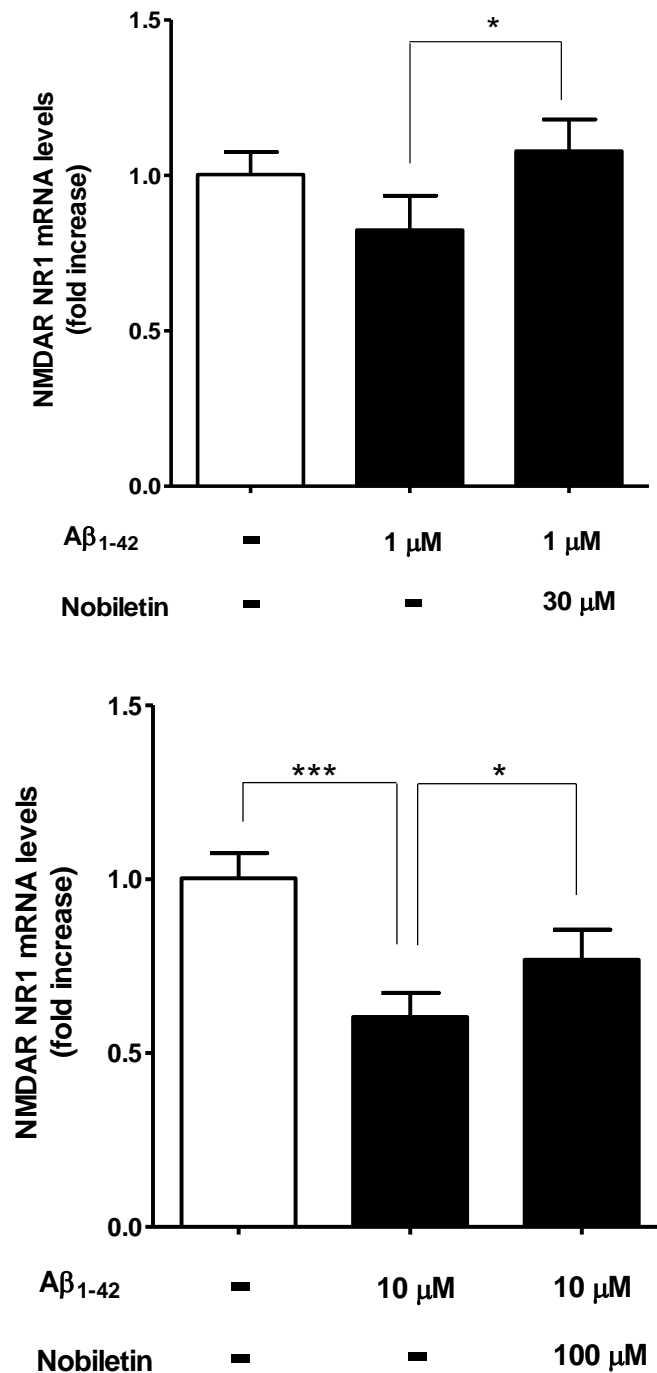 1.5
*
1.0
0.5
0.0
NMDAR NR1 mRNA levels
(fold increase)
Aβ1-42 - 1 μM 1 μM
Nobiletin - - 30 μM
1.5
*** *
1.0
0.5
0.0
NMDAR NR1 mRNA levels
(fold increase)
Aβ1-42 - 10 μM 10 μM
Nobiletin - - 100 μM